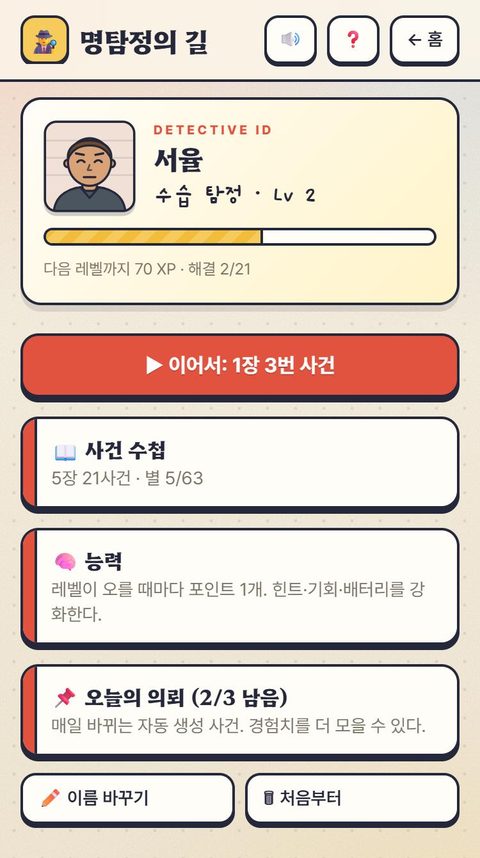 명탐정의 길
← 홈
DETECTIVE ID
서율
수습 탐정 · Lv 2
다음 레벨까지 70 XP · 해결 2/21
▶ 이어서: 1장 3번 사건
사건 수첩
5장 21사건 · 별 5/63
능력
레벨이 오를 때마다 포인트 1개. 힌트·기회·배터리를 강
화한다.
오늘의 의뢰 (2/3 남음)
매일 바뀌는 자동 생성 사건. 경험치를 더 모을 수 있다.
이름 바꾸기
처음부터